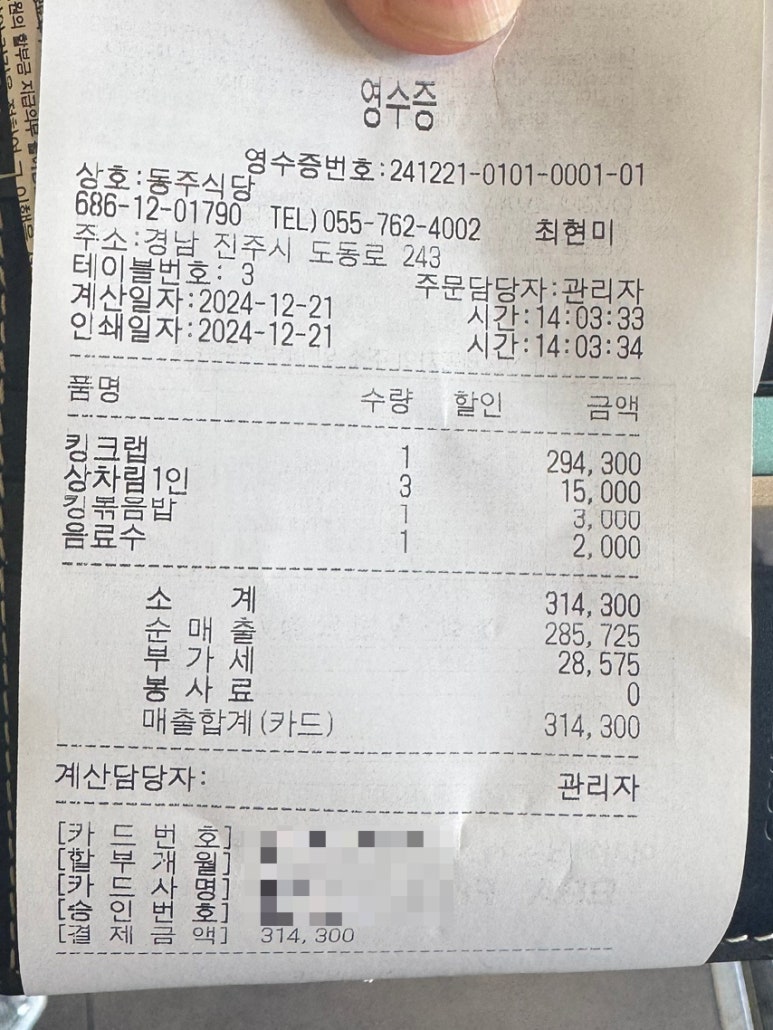 영수증
영수증번호:241221-0101-0001-01
상호:동주식당
686-12-01790 TEL)055-762-4002 최현미
주소:경남 진주시 도동로 243
테이블번호: 3 주문담당자:관리자
계산일자:2024-12-21 시간:14:03:33
인쇄일자:2024-12-21 시간:14:03:34
품명 수량 할인 금액
킹크랩 1 294,300
상차림1인 3 15,000
킹볶음밥 1 3,000
음료수 1 2,000
소 계 314,300
순 매 출 285,725
부 가 세 28,575
봉 사 료 0
매출합계(카드) 314,300
계산담당자: 관리자
[카 드 번 호]
[할 부 개 월]
[카 드 사 명]
[승 인 번 호]
[결 제 금 액] 314,300